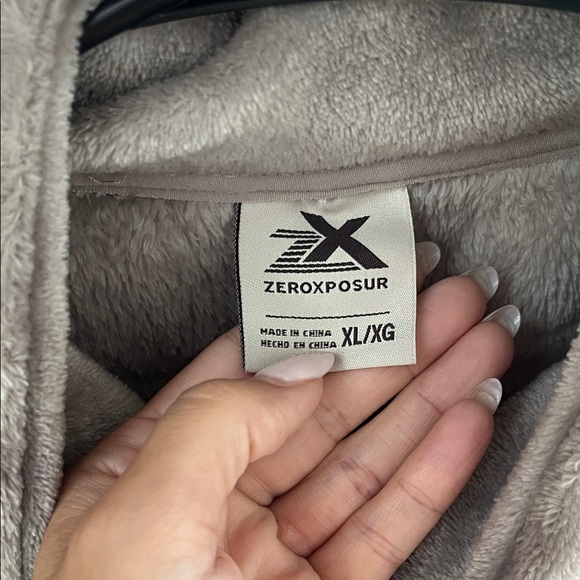 ZX
ZEROXPOSUR
MADE IN CHINA
HECHO EN CHINA
XL/XG